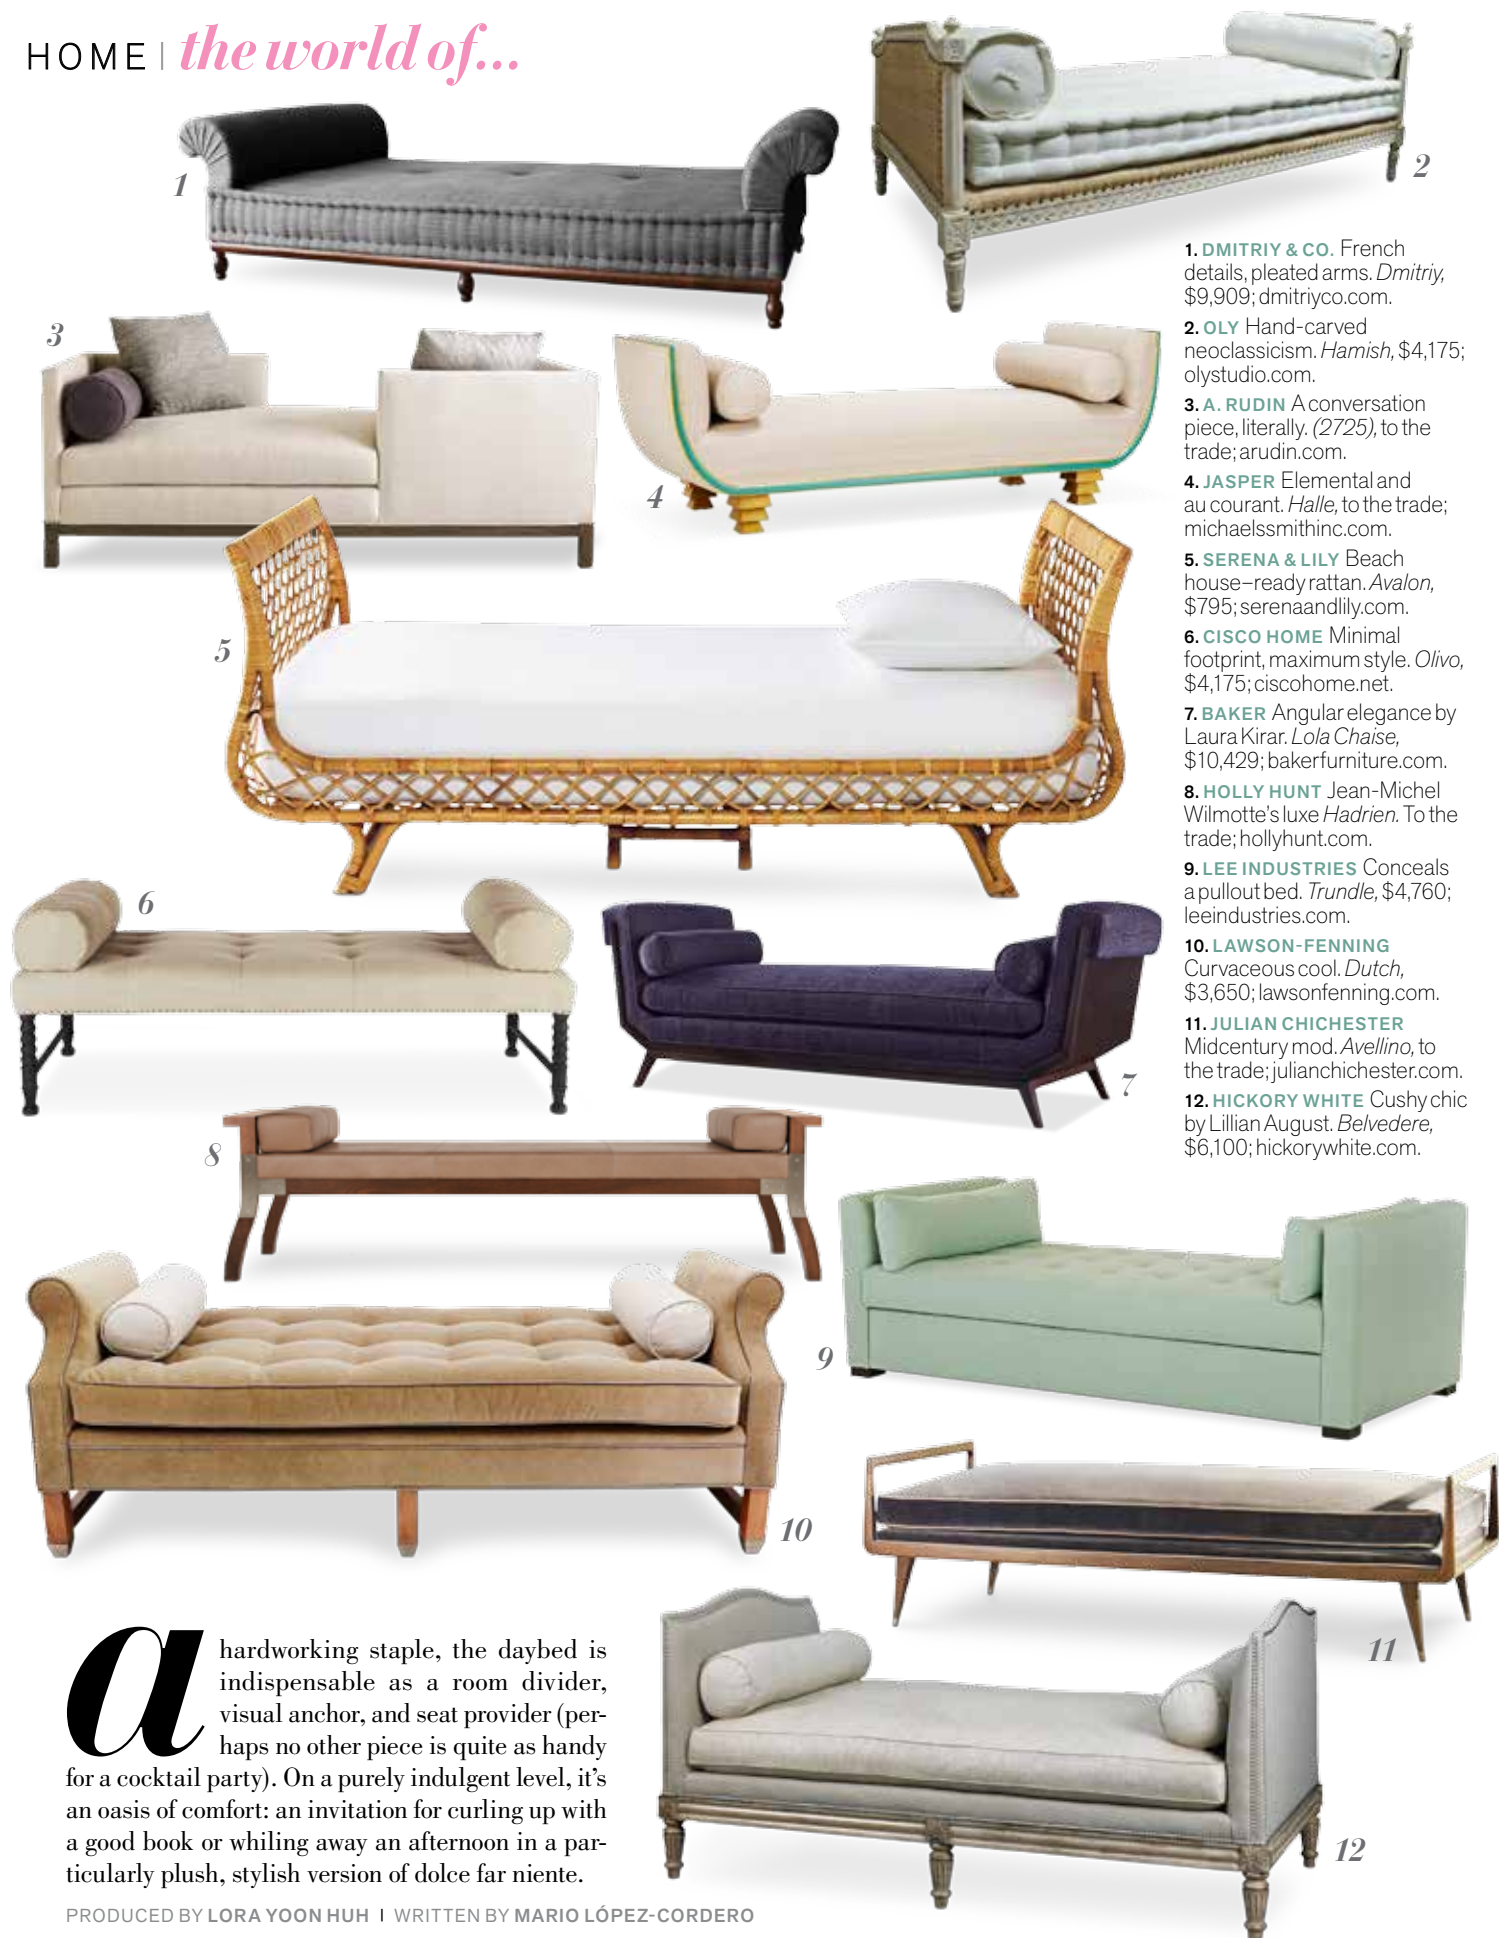 HOME | the world of...
1
2
3
4
5
6
7
8
9
10
11
12
1. DMITRIY & CO. French
details, pleated arms. Dmitriy,
$9,909; dmitriyco.com.
2. OLY Hand-carved
neoclassicism. Hamish, $4,175;
olystudio.com.
3. A. RUDIN A conversation
piece, literally. (2725), to the
trade; arudin.com.
4. JASPER Elemental and
au courant. Halle, to the trade;
michaelssmithinc.com.
5. SERENA & LILY Beach
house–ready rattan. Avalon,
$795; serenaandlily.com.
6. CISCO HOME Minimal
footprint, maximum style. Olivo,
$4,175; ciscohome.net.
7. BAKER Angular elegance by
Laura Kirar. Lola Chaise,
$10,429; bakerfurniture.com.
8. HOLLY HUNT Jean-Michel
Wilmotte's luxe Hadrien. To the
trade; hollyhunt.com.
9. LEE INDUSTRIES Conceals
a pullout bed. Trundle, $4,760;
leeindustries.com.
10. LAWSON-FENNING
Curvaceous cool. Dutch,
$3,650; lawsonfenning.com.
11. JULIAN CHICHESTER
Midcentury mod. Avellino, to
the trade; julianchichester.com.
12. HICKORY WHITE Cushy chic
by Lillian August. Belvedere,
$6,100; hickorywhite.com.
a hardworking staple, the daybed is
indispensable as a room divider,
visual anchor, and seat provider (per-
haps no other piece is quite as handy
for a cocktail party). On a purely indulgent level, it's
an oasis of comfort: an invitation for curling up with
a good book or whiling away an afternoon in a par-
ticularly plush, stylish version of dolce far niente.
PRODUCED BY LORA YOON HUH | WRITTEN BY MARIO LÓPEZ-CORDERO